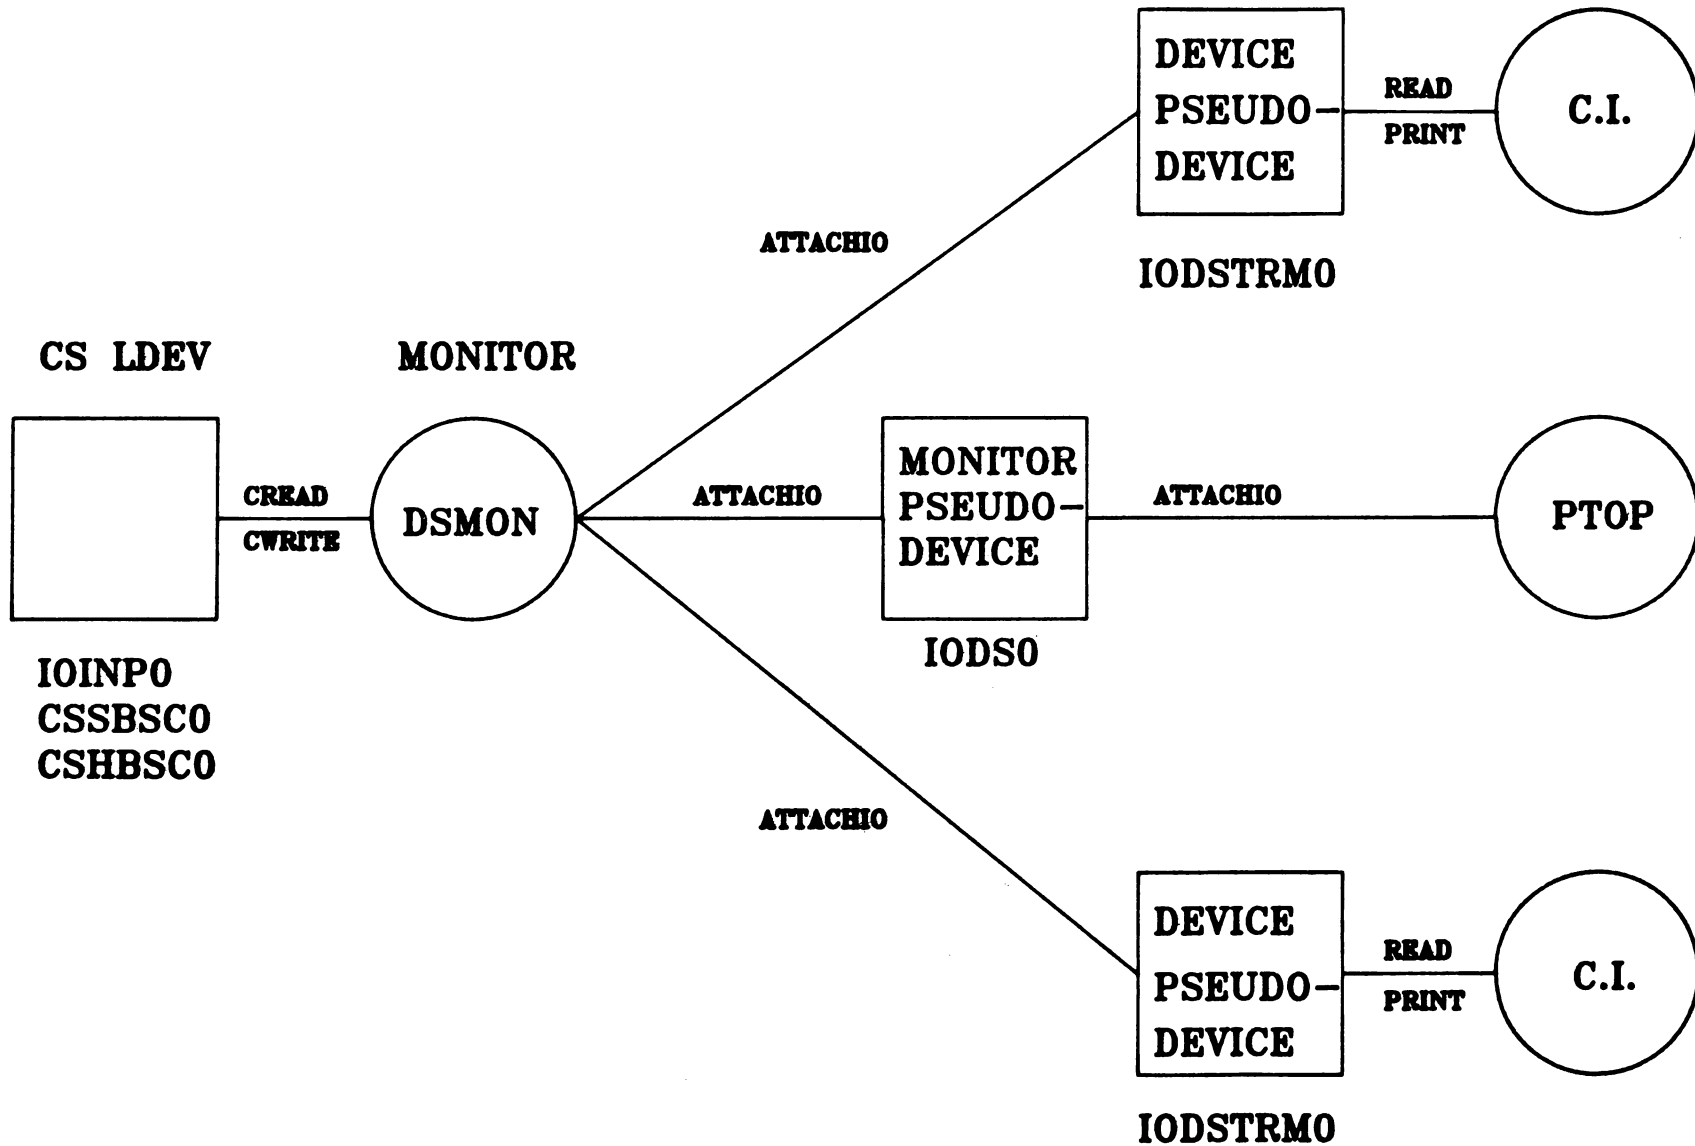 DEVICE
PSEUDO-
DEVICE
READ
PRINT
C.I.
ATTACHIO
IODSTRM0
CS LDEV
MONITOR
CREAD
CWRITE
DSMON
ATTACHIO
MONITOR
PSEUDO-
DEVICE
ATTACHIO
PTOP
IODS0
IOINP0
CSSBSC0
CSHBSC0
ATTACHIO
DEVICE
PSEUDO-
DEVICE
READ
PRINT
C.I.
IODSTRM0